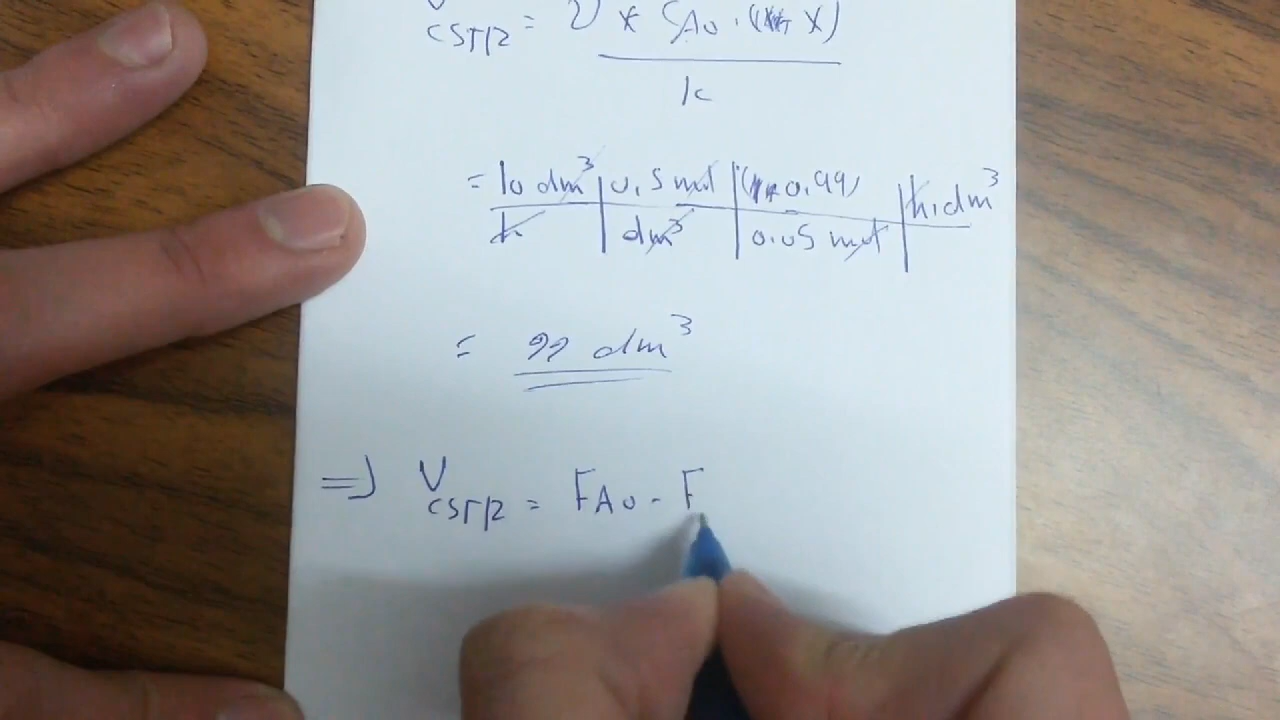 V CSTR = υ * CA0 · (X)
k
= 10 dm³ | 0.5 mol | (0.99) | h.dm³
h | dm³ | 0.05 mol
= 99 dm³
=> V CSTR = FA0 - F